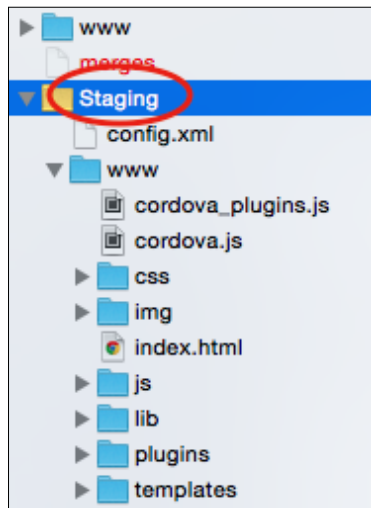 www
merges
Staging
config.xml
www
cordova_plugins.js
cordova.js
css
img
index.html
js
lib
plugins
templates